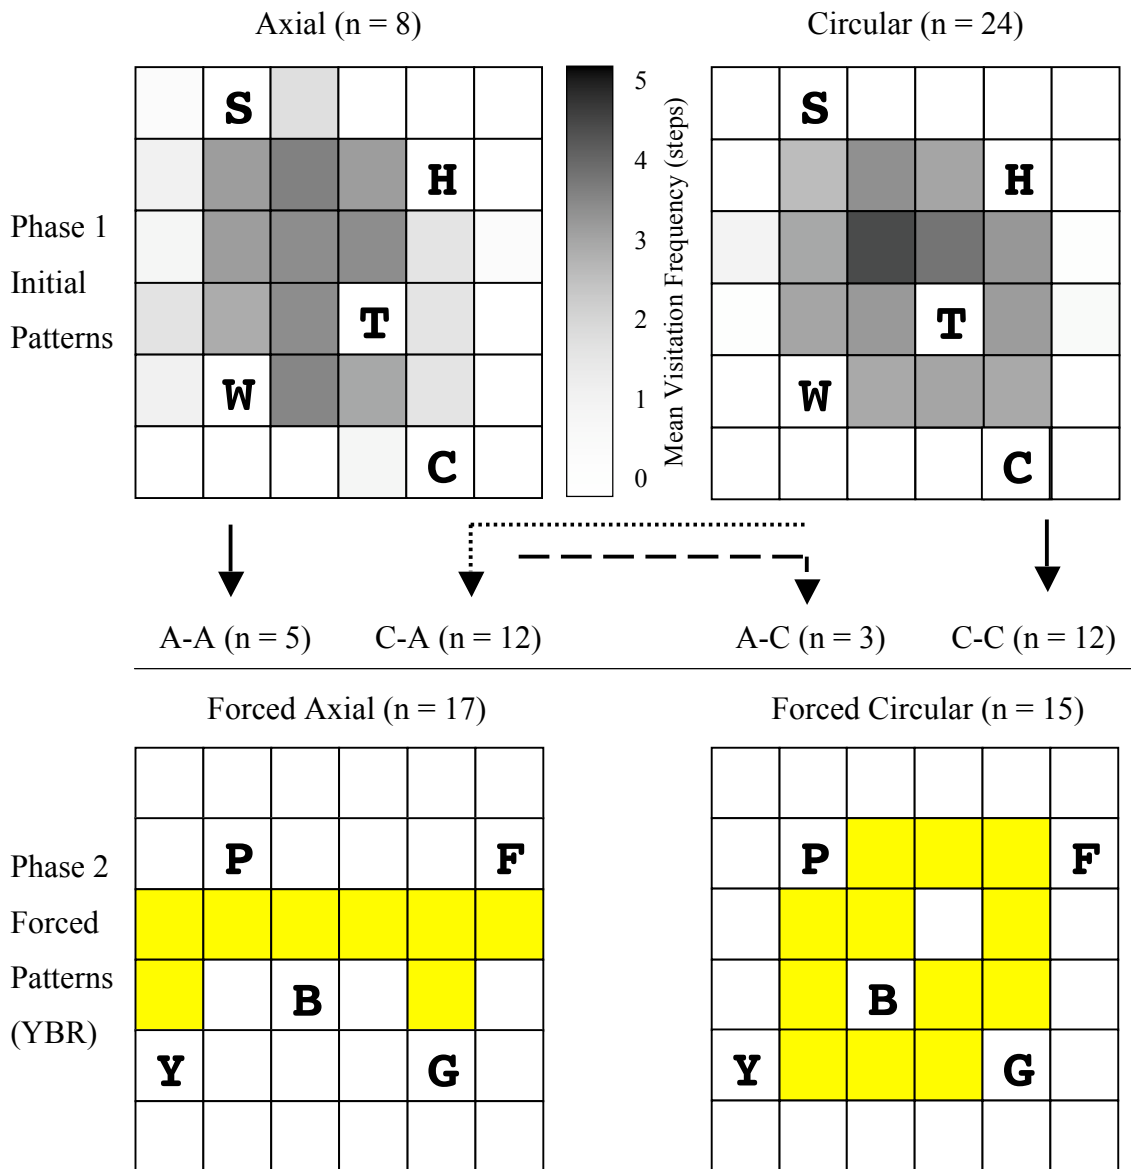 Axial (n = 8)
Circular (n = 24)
Phase 1
Initial
Patterns
S
H
T
W
C
5
4
3
2
1
0
Mean Visitation Frequency (steps)
S
H
T
W
C
A-A (n = 5)
C-A (n = 12)
A-C (n = 3)
C-C (n = 12)
Forced Axial (n = 17)
Forced Circular (n = 15)
Phase 2
Forced
Patterns
(YBR)
P
F
B
Y
G
P
F
B
Y
G